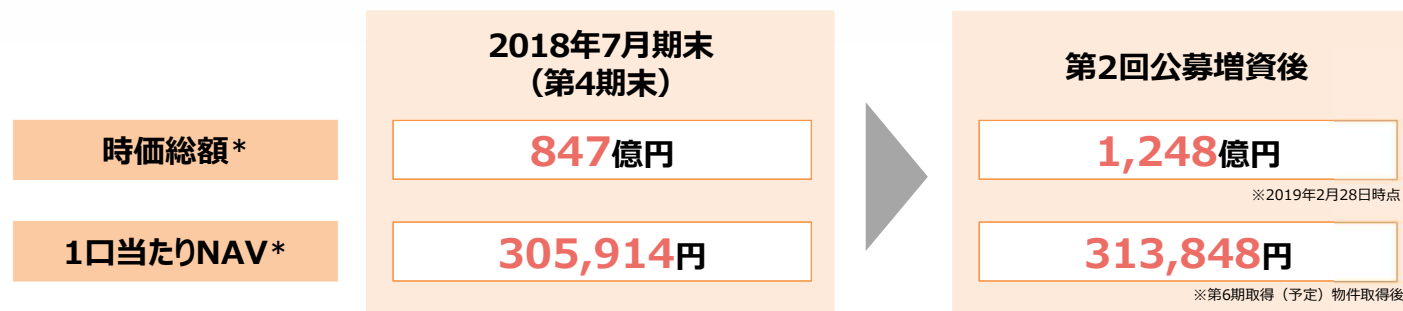 2018年7月期末
（第4期末）
第2回公募増資後
時価総額*
847億円
1,248億円
※2019年2月28日時点
1口当たりNAV*
305,914円
313,848円
※第6期取得（予定）物件取得後